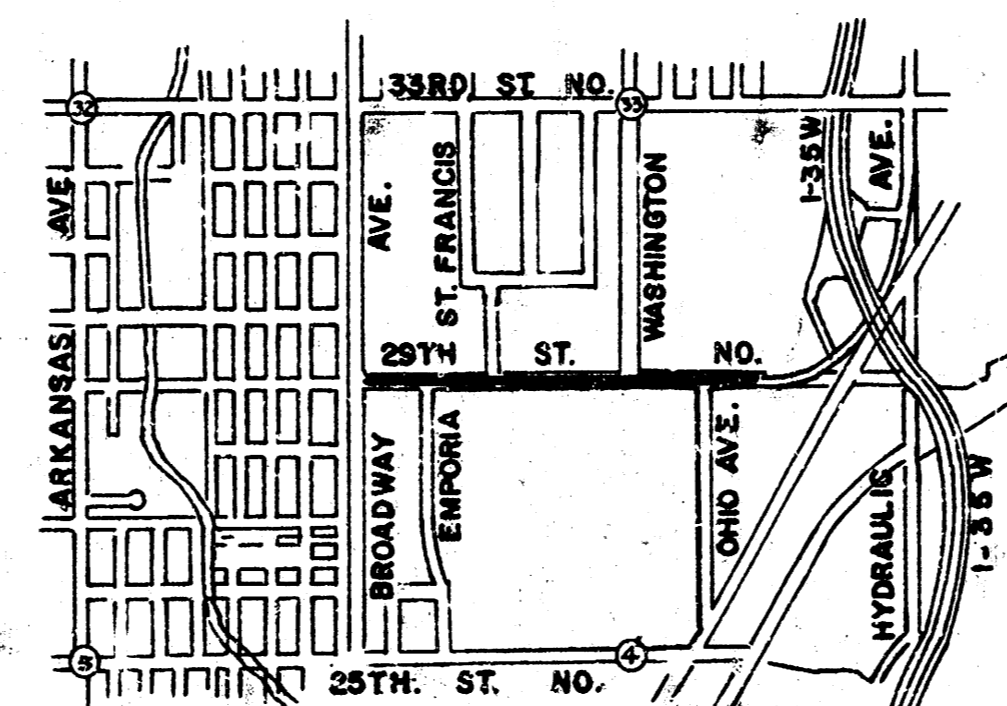 33RD ST. NO.
32
33
I-35W
AVE.
ARKANSAS AVE.
AVE.
ST. FRANCIS
WASHINGTON
29TH ST. NO.
BROADWAY
EMPORIA
OHIO AVE.
HYDRAULIC
I-35W
4
25TH. ST. NO.